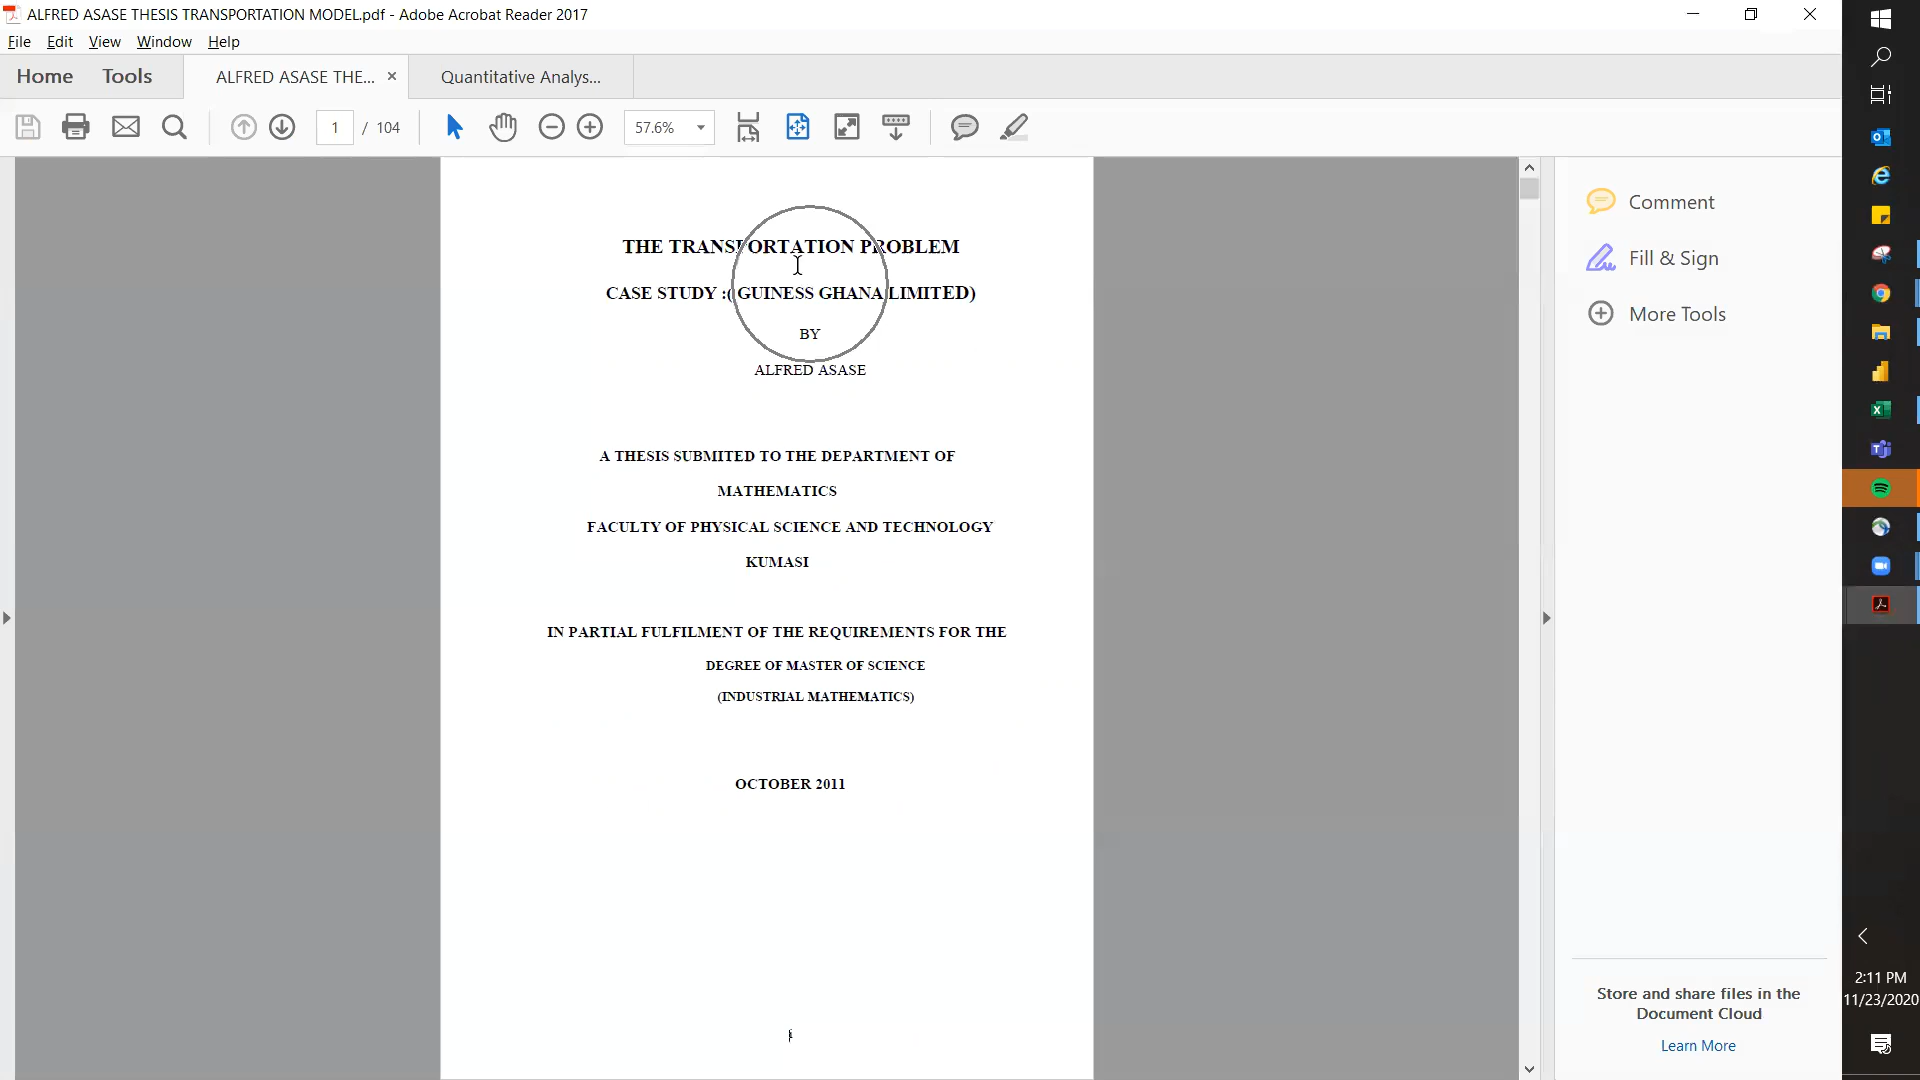 ALFRED ASASE THESIS TRANSPORTATION MODEL.pdf - Adobe Acrobat Reader 2017
File Edit View Window Help
Home Tools ALFRED ASASE THE... × Quantitative Analys...
1 / 104 57.6%
THE TRANSPORTATION PROBLEM
CASE STUDY :( GUINESS GHANA LIMITED)
BY
ALFRED ASASE
A THESIS SUBMITED TO THE DEPARTMENT OF
MATHEMATICS
FACULTY OF PHYSICAL SCIENCE AND TECHNOLOGY
KUMASI
IN PARTIAL FULFILMENT OF THE REQUIREMENTS FOR THE
DEGREE OF MASTER OF SCIENCE
(INDUSTRIAL MATHEMATICS)
OCTOBER 2011
Comment
Fill & Sign
More Tools
Store and share files in the
Document Cloud
Learn More
2:11 PM
11/23/2020